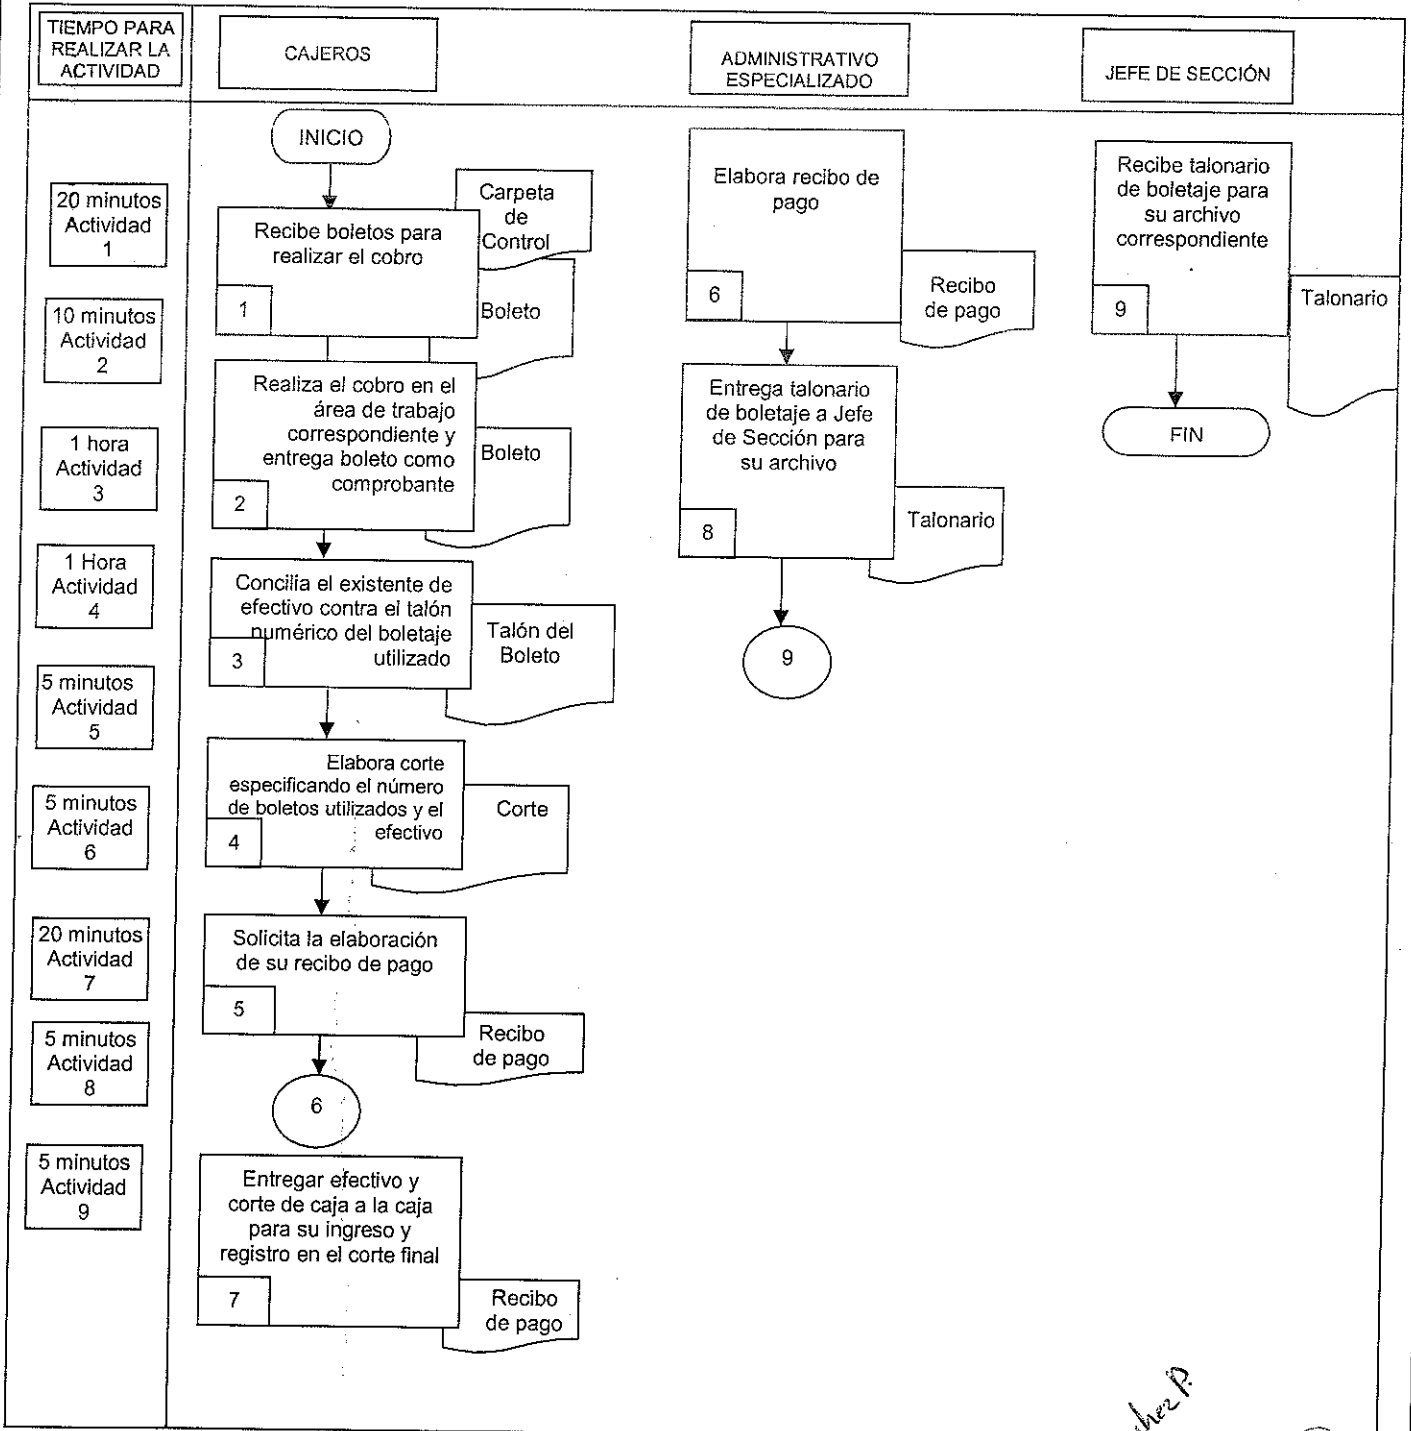 TIEMPO PARA
REALIZAR LA
ACTIVIDAD
CAJEROS
ADMINISTRATIVO
ESPECIALIZADO
JEFE DE SECCIÓN
20 minutos
Actividad
1
10 minutos
Actividad
2
1 hora
Actividad
3
1 Hora
Actividad
4
5 minutos
Actividad
5
5 minutos
Actividad
6
20 minutos
Actividad
7
5 minutos
Actividad
8
5 minutos
Actividad
9
INICIO
Recibe boletos para
realizar el cobro
1
Carpeta
de
Control
Boleto
Realiza el cobro en el
área de trabajo
correspondiente y
entrega boleto como
comprobante
2
Boleto
Concilia el existente de
efectivo contra el talón
numérico del boletaje
utilizado
3
Talón del
Boleto
Elabora corte
especificando el número
de boletos utilizados y el
efectivo
4
Corte
Solicita la elaboración
de su recibo de pago
5
Recibo
de pago
6
Entregar efectivo y
corte de caja a la caja
para su ingreso y
registro en el corte final
7
Recibo
de pago
Elabora recibo de
pago
6
Recibo
de pago
Entrega talonario
de boletaje a Jefe
de Sección para
su archivo
8
Talonario
9
Recibe talonario
de boletaje para
su archivo
correspondiente
9
Talonario
FIN